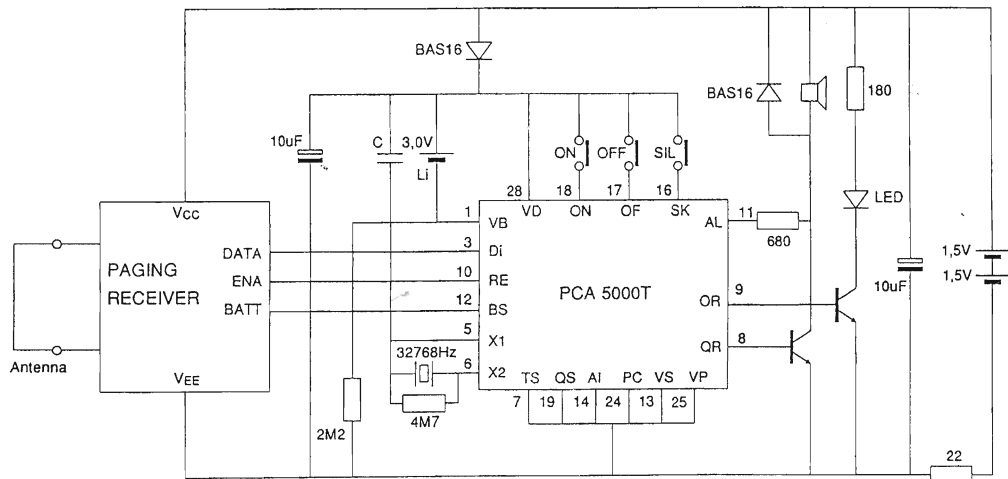 BAS16
BAS16
180
10uF
C
3,0V
Li
ON
OFF
SIL
28
18
17
16
VCC
1
VB
VD
ON
OF
SK
AL
11
680
LED
DATA
3
Di
PAGING
RECEIVER
ENA
10
RE
PCA 5000T
9
OR
10uF
1,5V
1,5V
BATT
12
BS
5
X1
8
QR
Antenna
VEE
32768Hz
6
X2
TS
QS
AI
PC
VS
VP
7
19
14
24
13
25
2M2
4M7
22